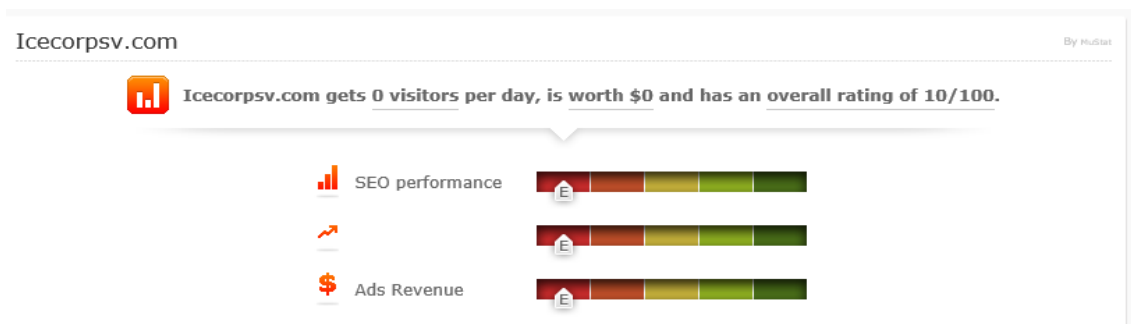 Icecorpsv.com
By MuStat
Icecorpsv.com gets 0 visitors per day, is worth $0 and has an overall rating of 10/100.
SEO performance
E
E
Ads Revenue
E